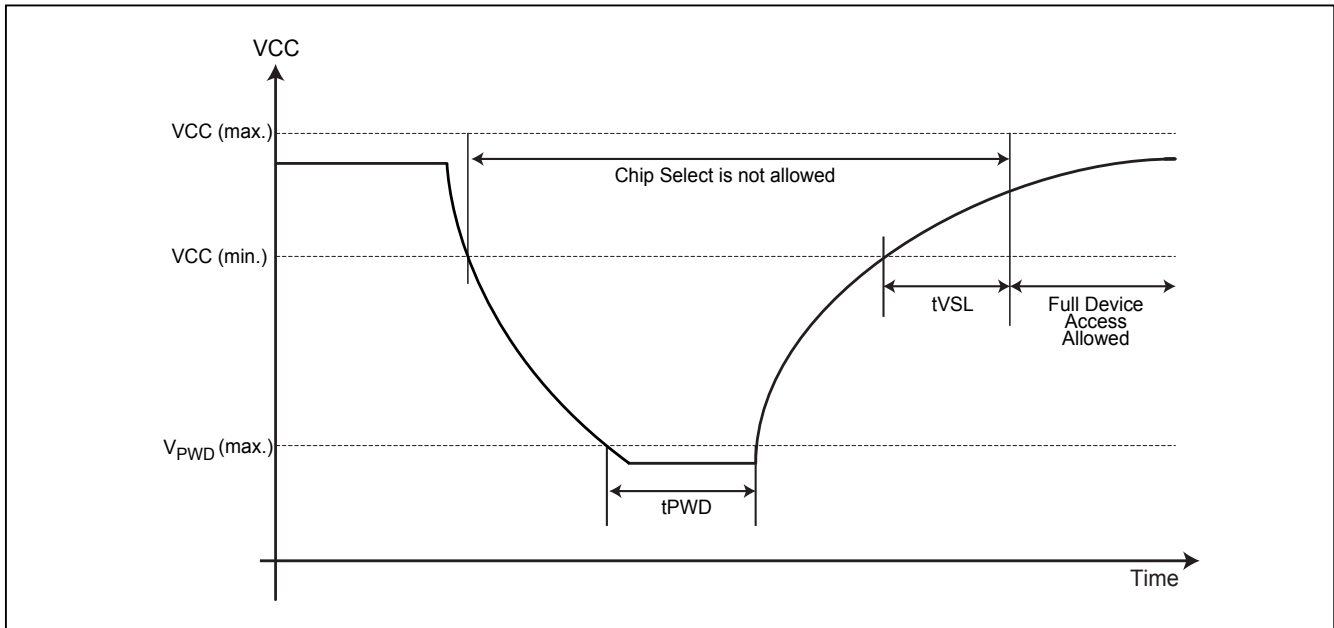 VCC
VCC (max.)
Chip Select is not allowed
VCC (min.)
tVSL
Full Device
Access
Allowed
VPWD (max.)
tPWD
Time